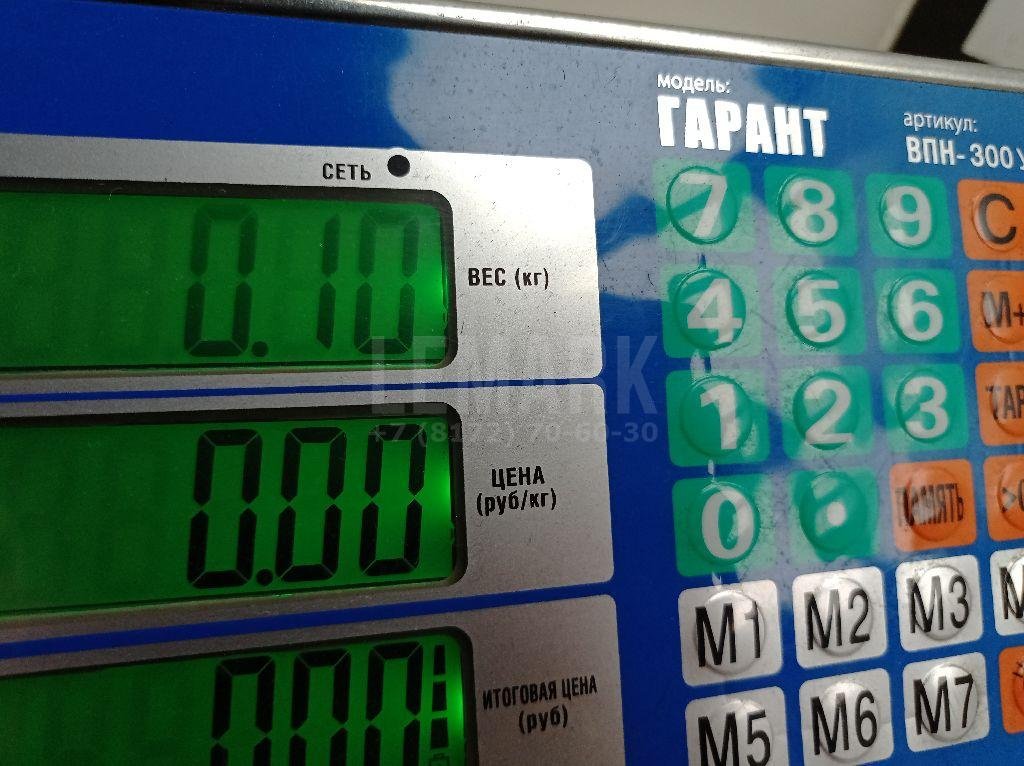 модель:
ГАРАНТ
артикул:
ВПН-300
СЕТЬ
0.10
ВЕС (кг)
0.00
ЦЕНА
(руб/кг)
0.00
ИТОГОВАЯ ЦЕНА
(руб)
7 8 9 C
4 5 6 M+
1 2 3
0 . ПАМЯТЬ
M1 M2 M3
M5 M6 M7
LEMARK
+7 (8172) 70-60-30